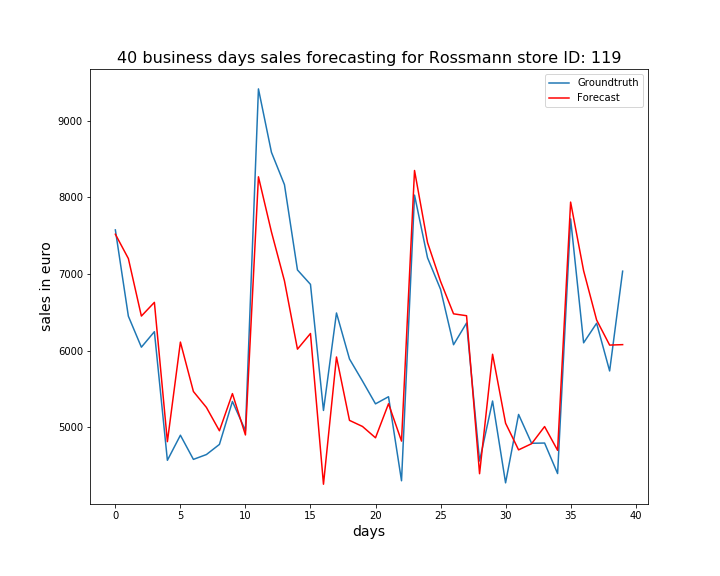 40 business days sales forecasting for Rossmann store ID: 119
Groundtruth
Forecast
sales in euro
9000
8000
7000
6000
5000
0 5 10 15 20 25 30 35 40
days